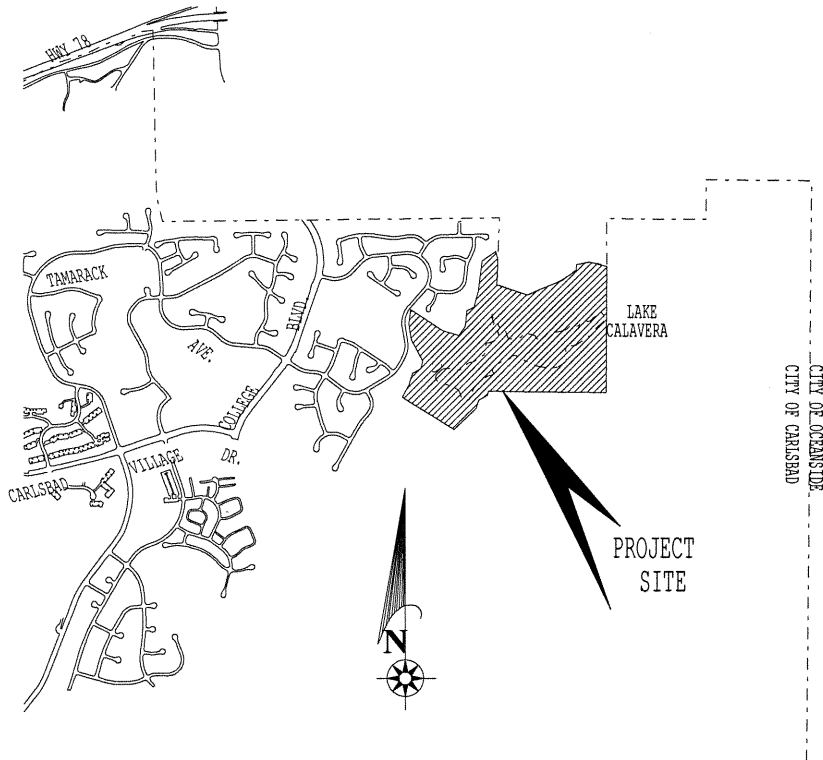 HWY 78
TAMARACK
AVE.
BLVD
COLLEGE
LAKE
CALAVERA
CITY OF OCEANSIDE
CITY OF CARLSBAD
CARLSBAD
VILLAGE
DR.
PROJECT
SITE
N